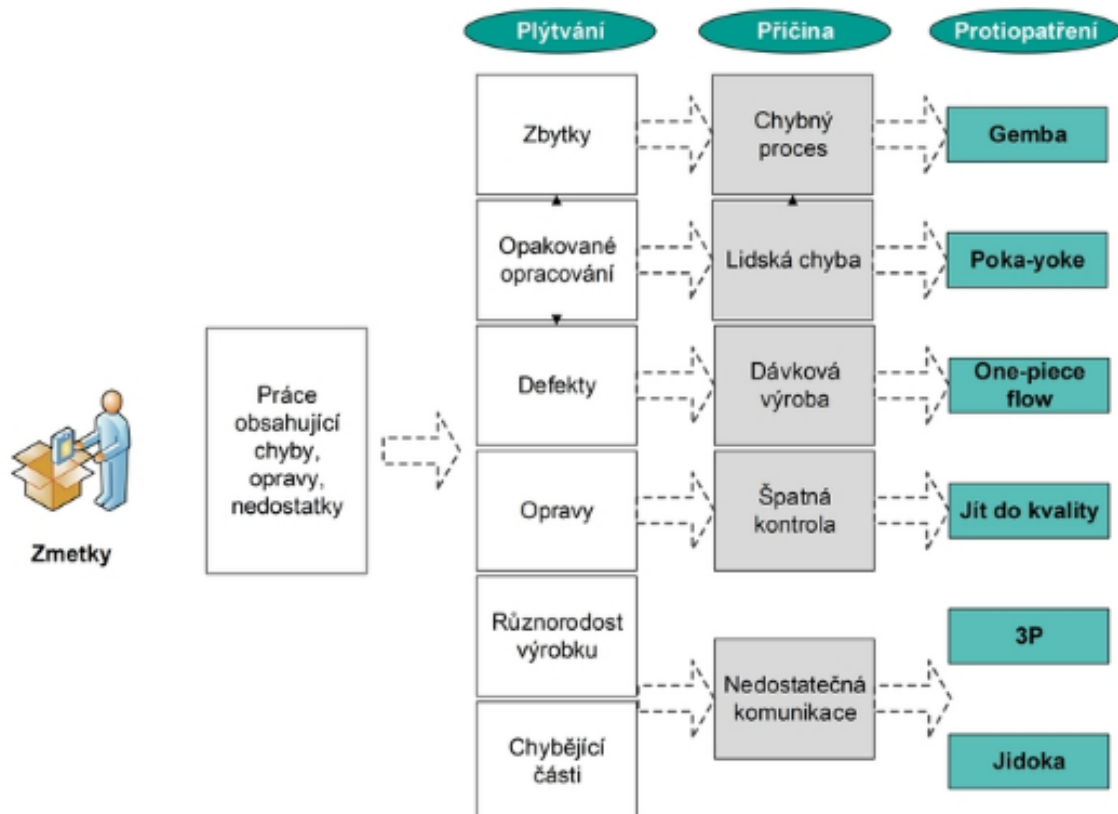 Plýtvání
Příčina
Protiopatření
Zbytky
Chybný
proces
Gemba
Opakované
opracování
Lidská chyba
Poka-yoke
Práce
obsahující
chyby,
opravy,
nedostatky
Zmetky
Defekty
Dávková
výroba
One-piece
flow
Opravy
Špatná
kontrola
Jít do kvality
Různorodost
výrobku
Chybějící
části
Nedostatečná
komunikace
3P
Jidoka